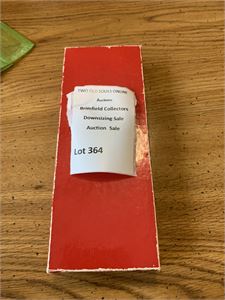 TWO OLD SOULS ONLINE
Auctions
Brimfield Collectors
Downsizing Sale
Auction Sale
Lot 364